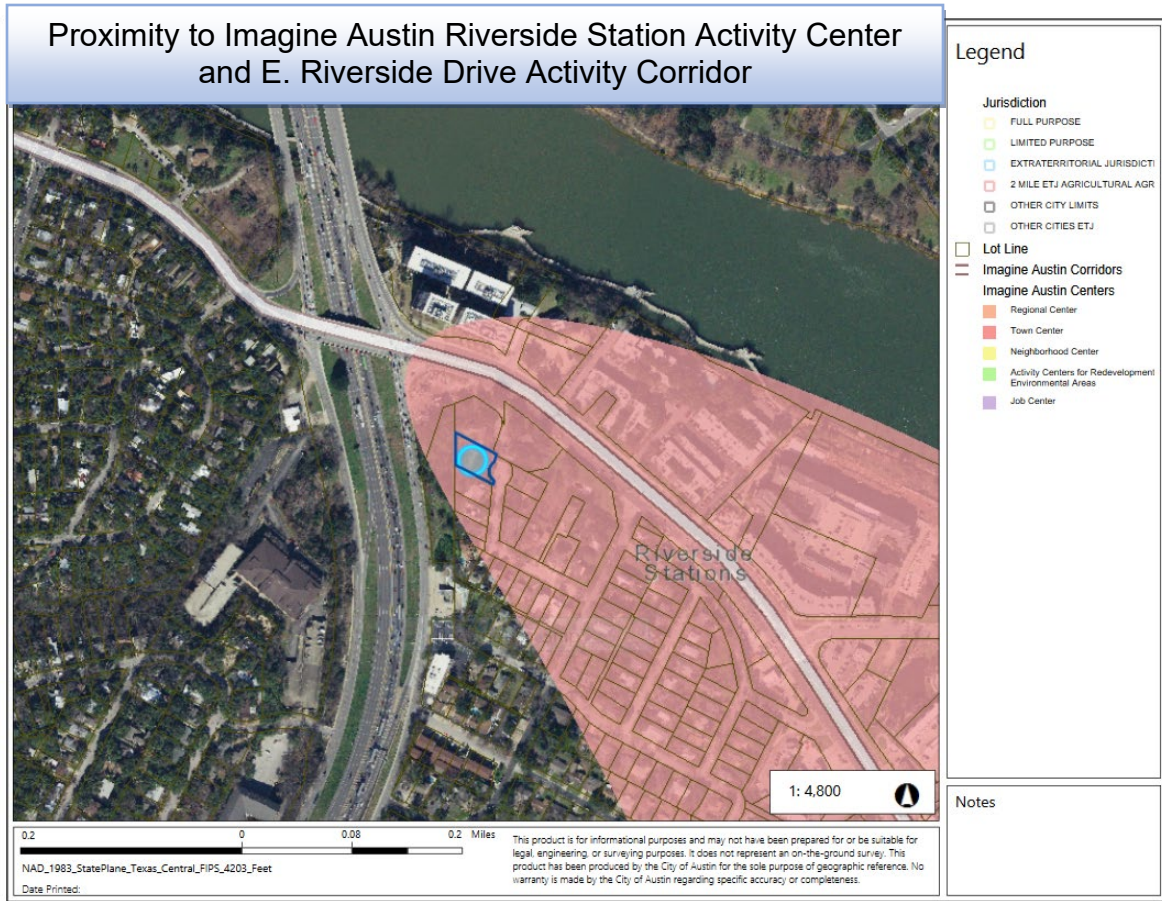 Proximity to Imagine Austin Riverside Station Activity Center
and E. Riverside Drive Activity Corridor
Legend
Jurisdiction
FULL PURPOSE
LIMITED PURPOSE
EXTRATERRITORIAL JURISDICTI
2 MILE ETJ AGRICULTURAL AGR
OTHER CITY LIMITS
OTHER CITIES ETJ
Lot Line
Imagine Austin Corridors
Imagine Austin Centers
Regional Center
Town Center
Neighborhood Center
Activity Centers for Redevelopment
Environmental Areas
Job Center
Riverside
Stations
1: 4,800
Notes
0.2 0 0.08 0.2 Miles
NAD_1983_StatePlane_Texas_Central_FIPS_4203_Feet
Date Printed:
This product is for informational purposes and may not have been prepared for or be suitable for
legal, engineering, or surveying purposes. It does not represent an on-the-ground survey. This
product has been produced by the City of Austin for the sole purpose of geographic reference. No
warranty is made by the City of Austin regarding specific accuracy or completeness.